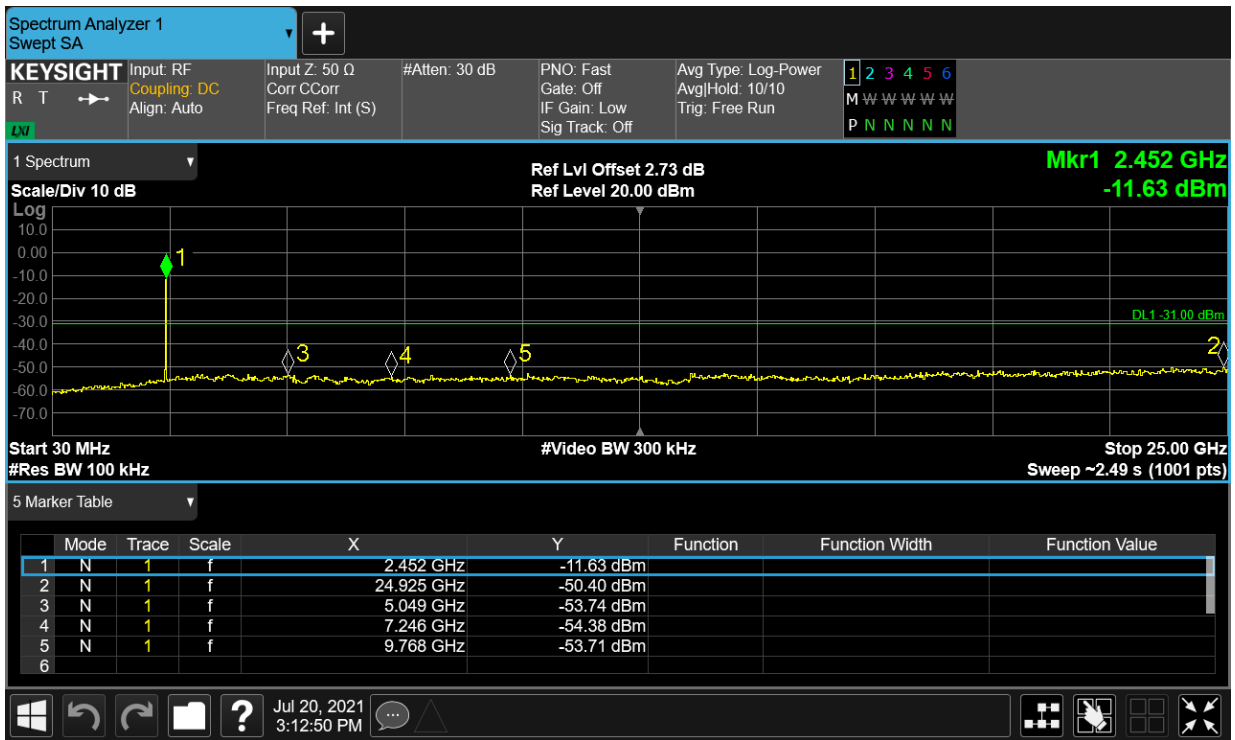 Spectrum Analyzer 1
Swept SA
+
KEYSIGHT
R T
LXI
Input: RF
Coupling: DC
Align: Auto
Input Z: 50 Ω
Corr CCorr
Freq Ref: Int (S)
#Atten: 30 dB
PNO: Fast
Gate: Off
IF Gain: Low
Sig Track: Off
Avg Type: Log-Power
Avg|Hold: 10/10
Trig: Free Run
1 2 3 4 5 6
M W W W W W
P N N N N N
1 Spectrum
Scale/Div 10 dB
Ref Lvl Offset 2.73 dB
Ref Level 20.00 dBm
Mkr1 2.452 GHz
-11.63 dBm
Log
10.0
0.00
-10.0
-20.0
-30.0
-40.0
-50.0
-60.0
-70.0
1
DL1 -31.00 dBm
3
4
5
2
Start 30 MHz
#Res BW 100 kHz
#Video BW 300 kHz
Stop 25.00 GHz
Sweep ~2.49 s (1001 pts)
5 Marker Table
Mode Trace Scale X Y Function Function Width Function Value
1 N 1 f 2.452 GHz -11.63 dBm
2 N 1 f 24.925 GHz -50.40 dBm
3 N 1 f 5.049 GHz -53.74 dBm
4 N 1 f 7.246 GHz -54.38 dBm
5 N 1 f 9.768 GHz -53.71 dBm
6
?
Jul 20, 2021
3:12:50 PM